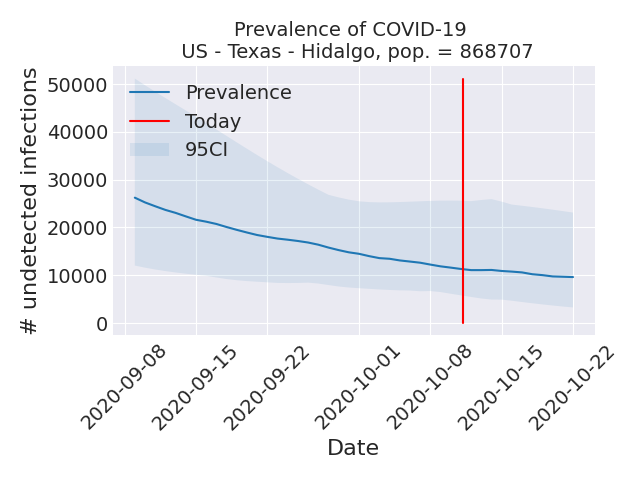 Prevalence of COVID-19
US - Texas - Hidalgo, pop. = 868707
# undetected infections
50000
40000
30000
20000
10000
0
Prevalence
Today
95CI
2020-09-08
2020-09-15
2020-09-22
2020-10-01
2020-10-08
2020-10-15
2020-10-22
Date